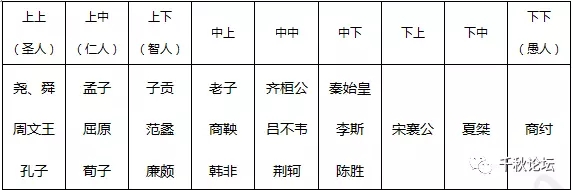 上上 上中 上下 中上 中中 中下 下上 下中 下下
（圣人） （仁人） （智人） （愚人）
尧、舜 孟子 子贡 老子 齐桓公 秦始皇
周文王 屈原 范蠡 商鞅 吕不韦 李斯 宋襄公 夏桀 商纣
孔子 荀子 廉颇 韩非 荆轲 陈胜
千秋论坛